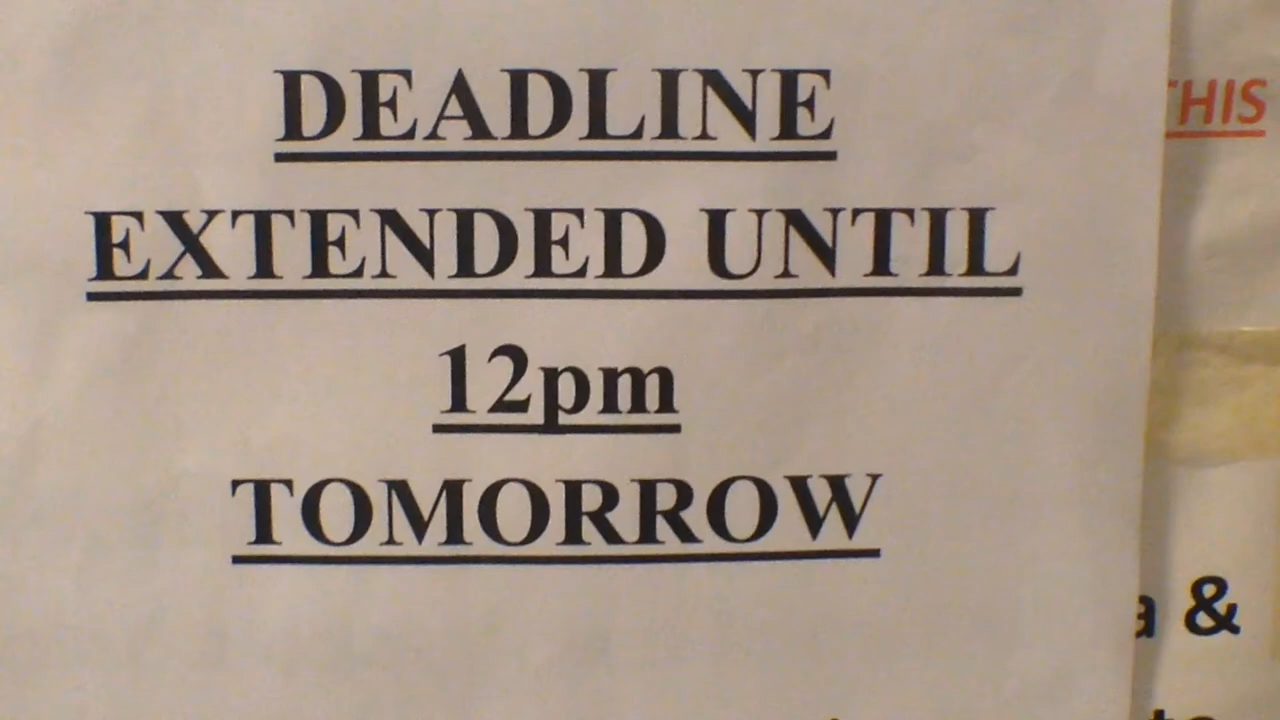 DEADLINE
EXTENDED UNTIL
12pm
TOMORROW
THIS
&